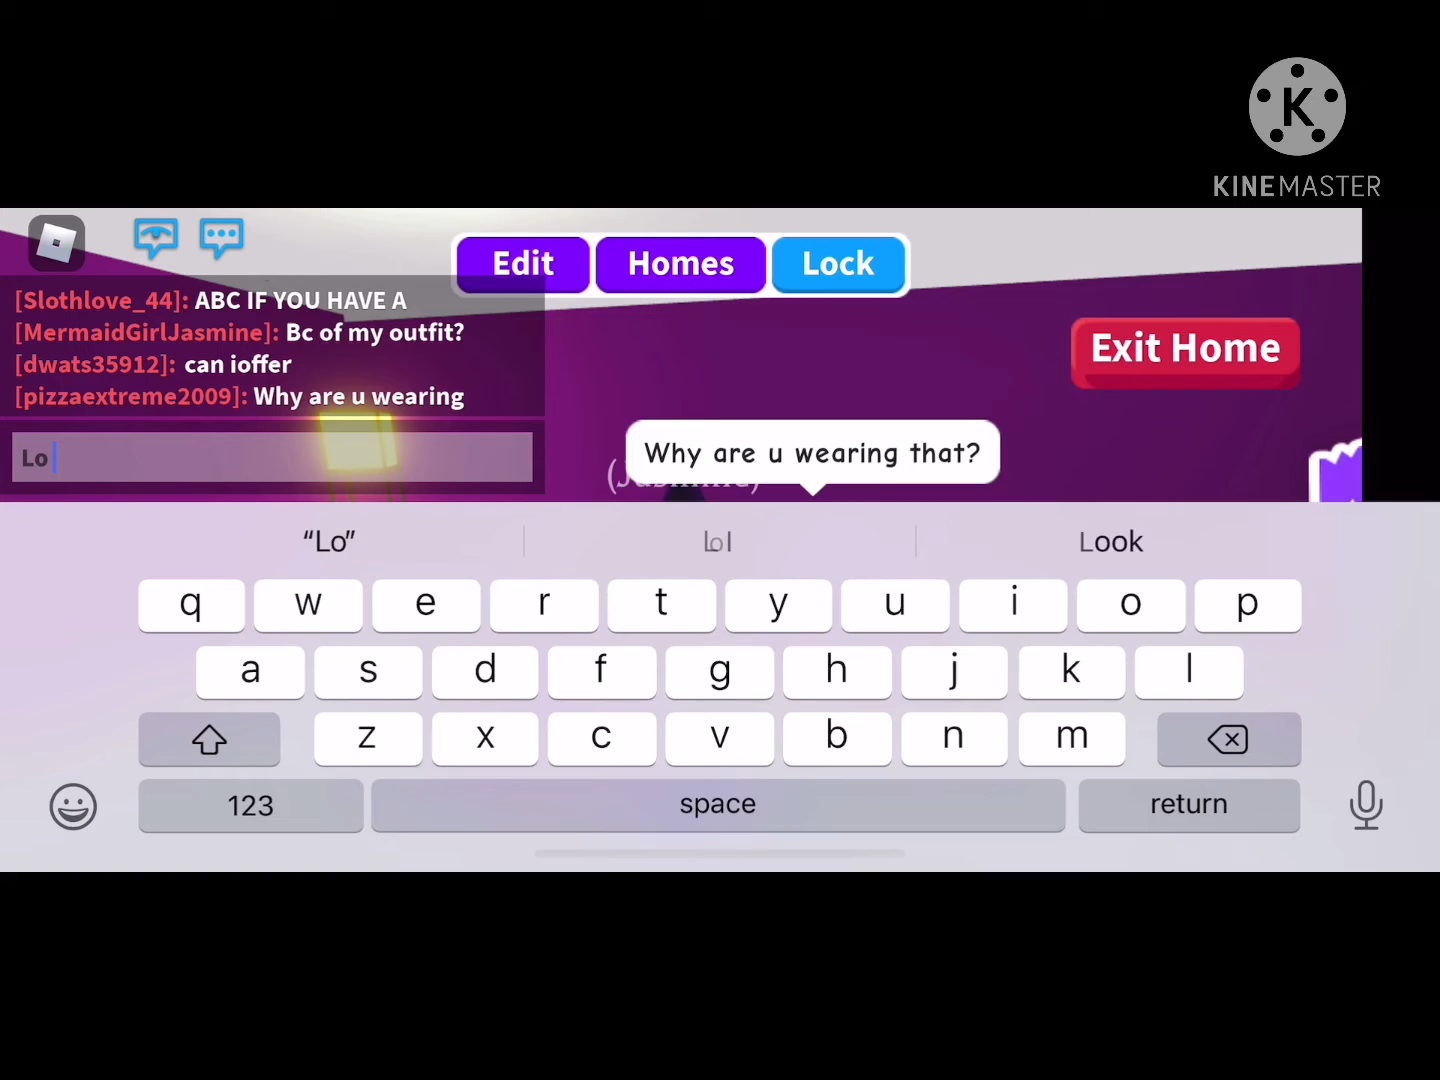 K
KINEMASTER
Edit Homes Lock
[Slothlove_44]: ABC IF YOU HAVE A
[MermaidGirlJasmine]: Bc of my outfit?
[dwats35912]: can ioffer
[pizzaextreme2009]: Why are u wearing
Exit Home
Lo
Why are u wearing that?
“Lo” Look
q w e r t y u i o p
a s d f g h j k l
z x c v b n m
123 space return